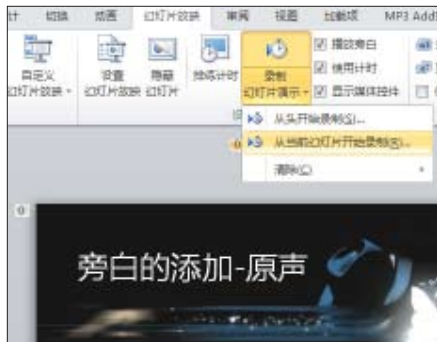 计 切换 动画 幻灯片放映 审阅 视图 加载项 MP3 Add
自定义
幻灯片放映
设置
幻灯片放映
隐藏
幻灯片
排练计时
录制
幻灯片演示
播放旁白
使用计时
显示媒体控件
从头开始录制(S)...
从当前幻灯片开始录制(R)...
清除(C)
旁白的添加-原声